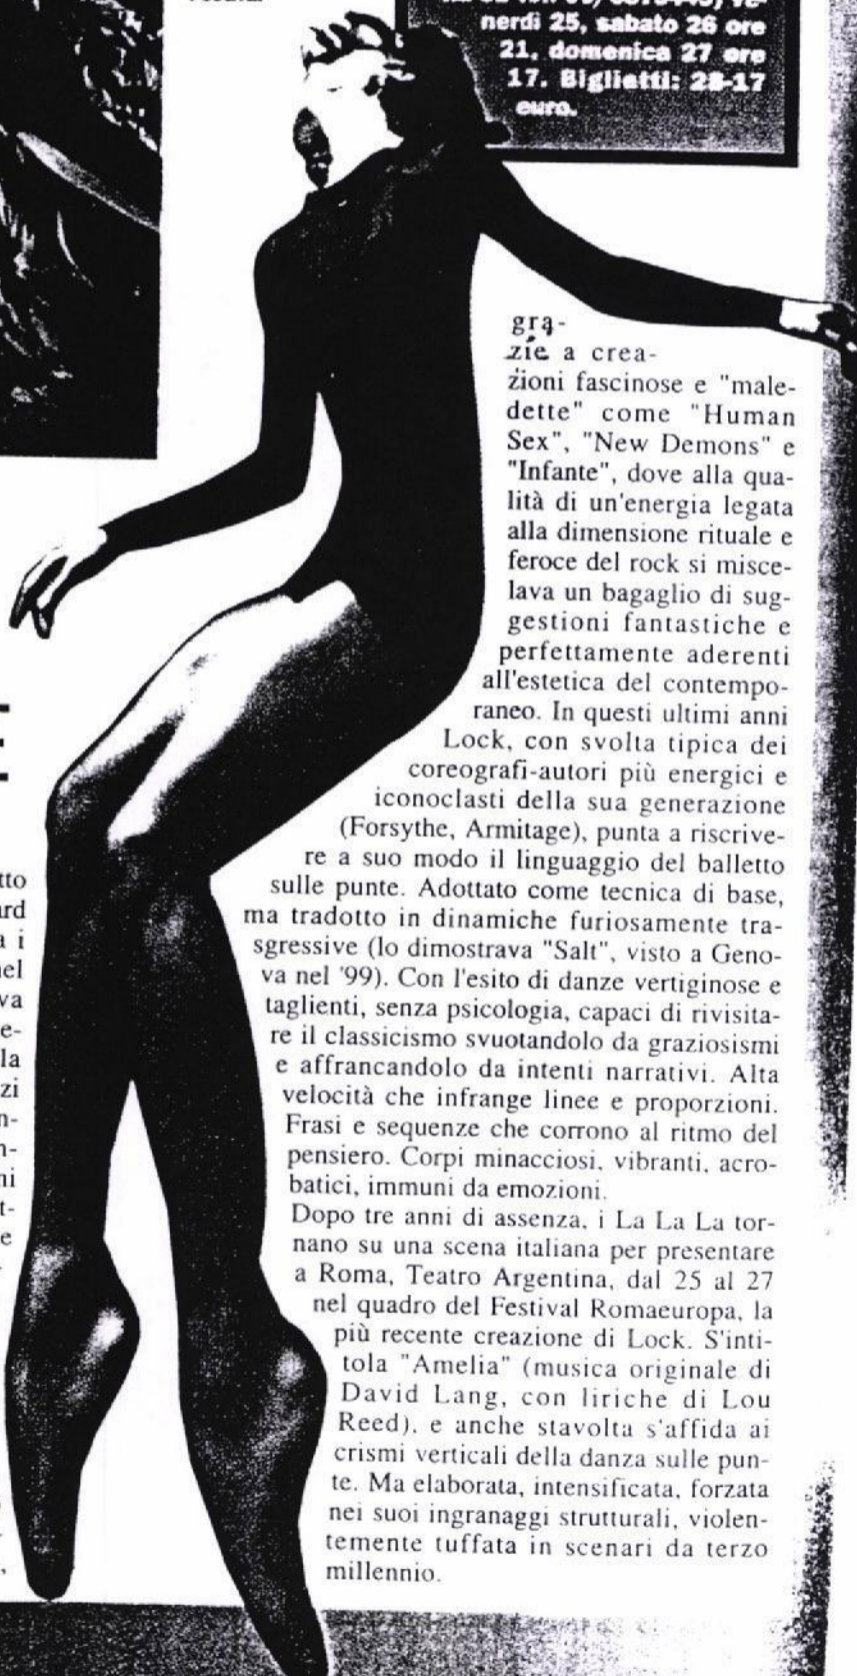 nerdì 25, sabato 26 ore
21, domenica 27 ore
17. Biglietti: 28-17
euro.
gra-
zie a crea-
zioni fascinose e "male-
dette" come "Human
Sex", "New Demons" e
"Infante", dove alla qua-
lità di un'energia legata
alla dimensione rituale e
feroce del rock si misce-
lava un bagaglio di sug-
gestioni fantastiche e
perfettamente aderenti
all'estetica del contempo-
raneo. In questi ultimi anni
Lock, con svolta tipica dei
coreografi-autori più energici e
iconoclasti della sua generazione
(Forsythe, Armitage), punta a riscrive-
re a suo modo il linguaggio del balletto
sulle punte. Adottato come tecnica di base,
ma tradotto in dinamiche furiosamente tra-
sgressive (lo dimostrava "Salt", visto a Geno-
va nel '99). Con l'esito di danze vertiginose e
taglienti, senza psicologia, capaci di rivisita-
re il classicismo svuotandolo da graziosismi
e affrancandolo da intenti narrativi. Alta
velocità che infrange linee e proporzioni.
Frasi e sequenze che corrono al ritmo del
pensiero. Corpi minacciosi, vibranti, acro-
batici, immuni da emozioni.
Dopo tre anni di assenza, i La La La tor-
nano su una scena italiana per presentare
a Roma, Teatro Argentina, dal 25 al 27
nel quadro del Festival Romaeuropa, la
più recente creazione di Lock. S'inti-
tola "Amelia" (musica originale di
David Lang, con liriche di Lou
Reed), e anche stavolta s'affida ai
crismi verticali della danza sulle pun-
te. Ma elaborata, intensificata, forzata
nei suoi ingranaggi strutturali, violen-
temente tuffata in scenari da terzo
millennio.